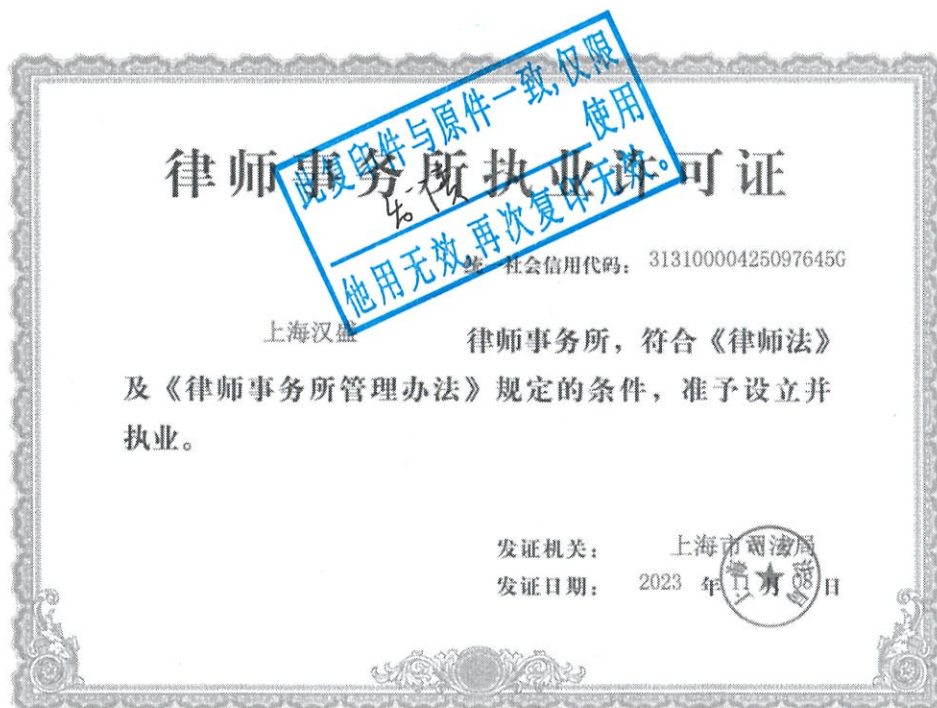 律师事务所执业许可证
此复印件与原件一致,仅限
使用
他用无效,再次复印无效。
统一社会信用代码: 31310000425097645G
上海汉盛 律师事务所,符合《律师法》
及《律师事务所管理办法》规定的条件,准予设立并
执业。
发证机关: 上海市司法局
发证日期: 2023 年 11 月 08 日